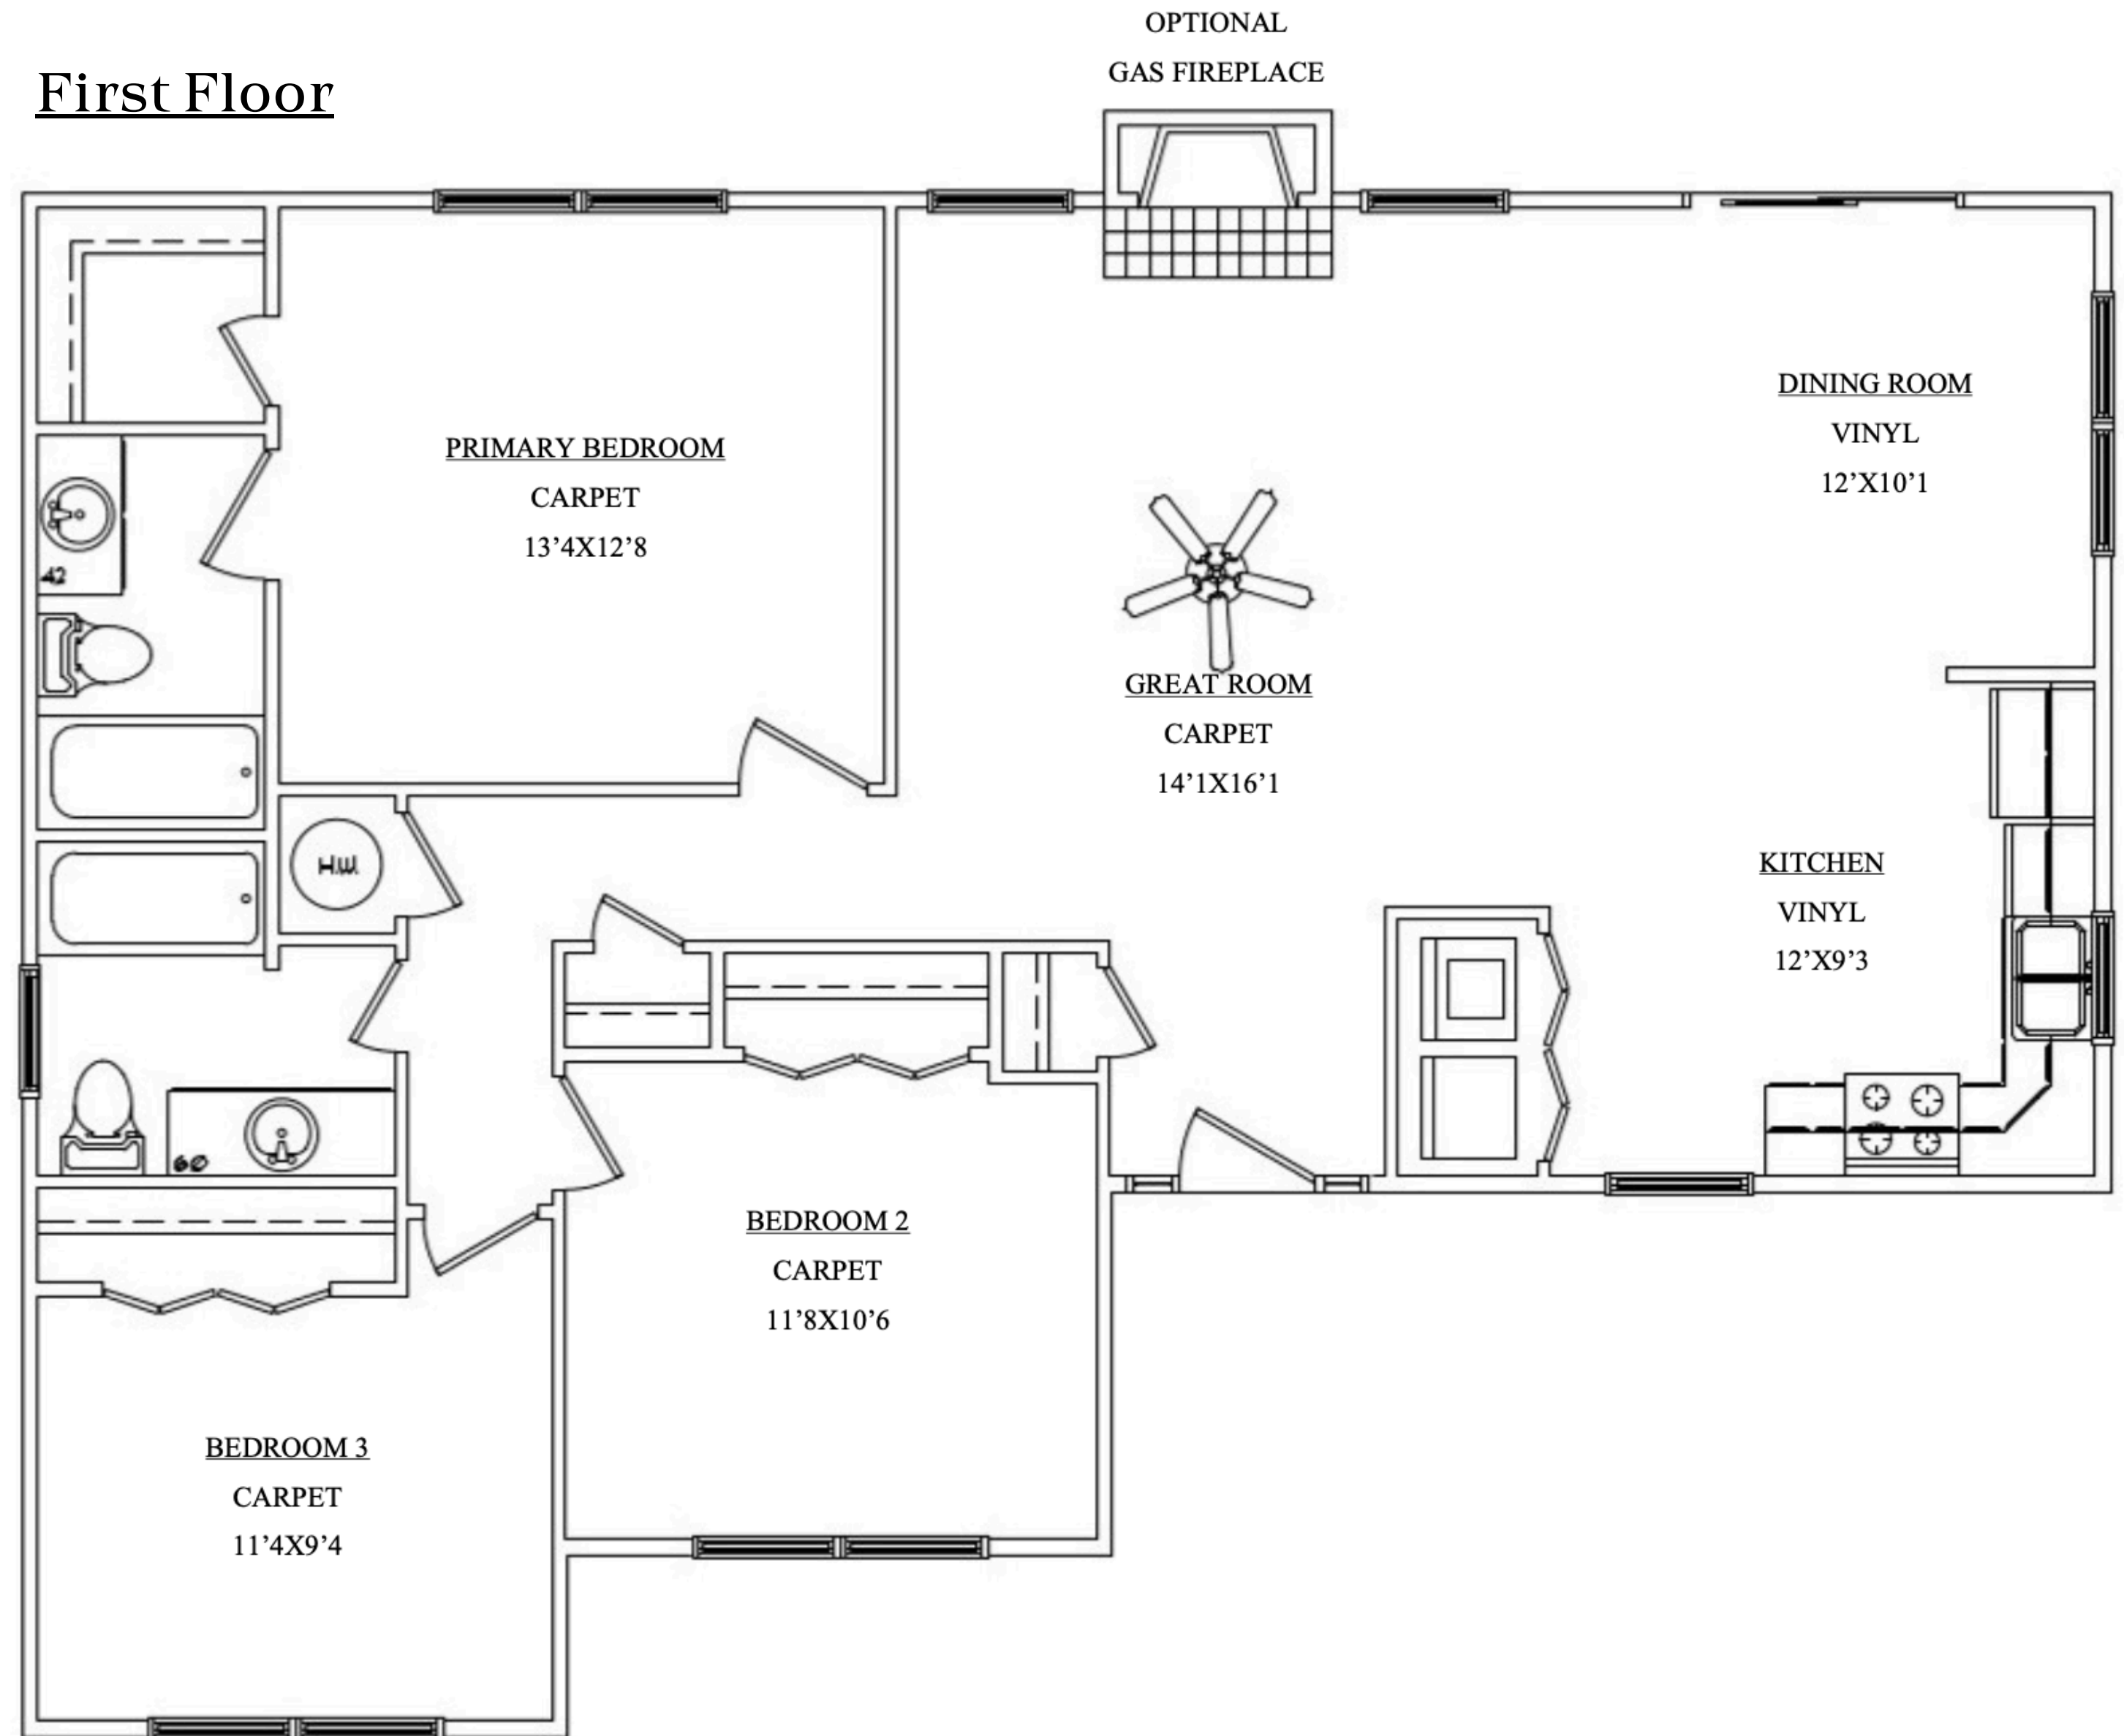 OPTIONAL
GAS FIREPLACE
First Floor
PRIMARY BEDROOM
CARPET
13’4X12’8
DINING ROOM
VINYL
12’X10’1
42
GREAT ROOM
CARPET
14’1X16’1
H.W.
KITCHEN
VINYL
12’X9’3
60
BEDROOM 2
CARPET
11’8X10’6
BEDROOM 3
CARPET
11’4X9’4